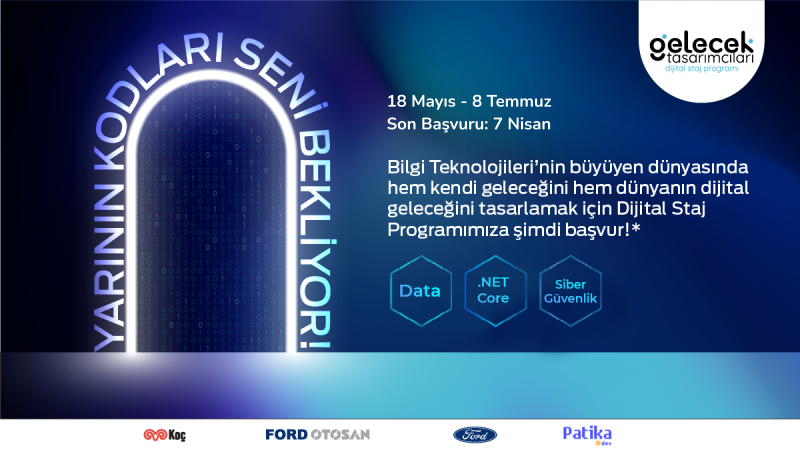 YARININ KODLARI SENİ BEKLİYOR!
gelecek
tasarımcıları
dijital staj programı
18 Mayıs - 8 Temmuz
Son Başvuru: 7 Nisan
Bilgi Teknolojileri’nin büyüyen dünyasında
hem kendi geleceğini hem dünyanın dijital
geleceğini tasarlamak için Dijital Staj
Programımıza şimdi başvur!*
Data
.NET
Core
Siber
Güvenlik
Koç
FORD OTOSAN
Ford
Patika
dev